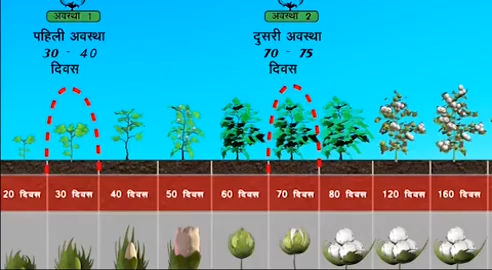 अवस्था 1
पहिली अवस्था
30 - 40
दिवस
अवस्था 2
दुसरी अवस्था
70 - 75
दिवस
20 दिवस
30 दिवस
40 दिवस
50 दिवस
60 दिवस
70 दिवस
80 दिवस
120 दिवस
160 दिवस